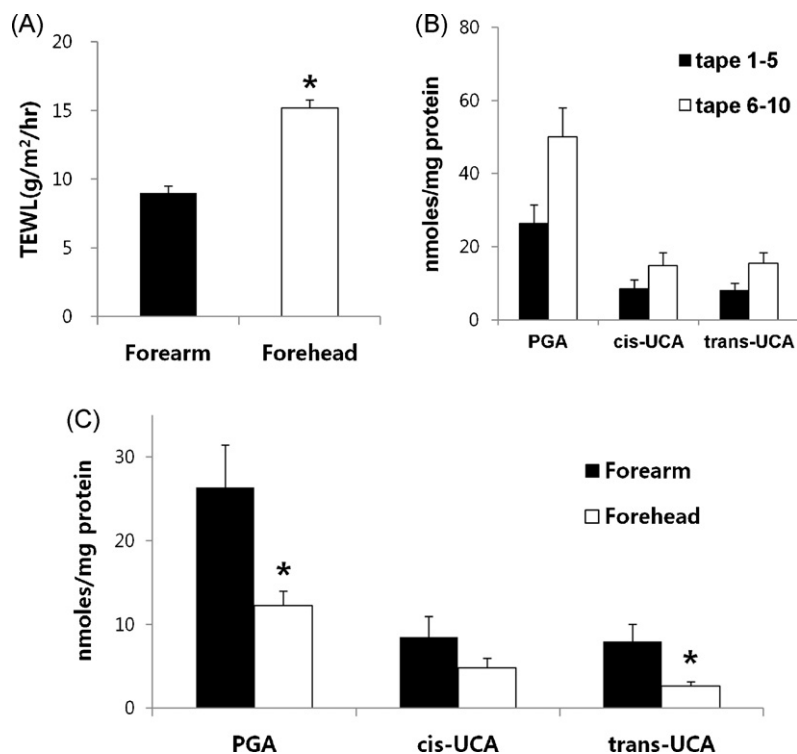 (A)
TEWL(g/m²/hr)
20
15
10
5
0
*
Forearm Forehead
(B)
nmoles/mg protein
80
60
40
20
0
tape 1-5
tape 6-10
PGA cis-UCA trans-UCA
(C)
nmoles/mg protein
30
20
10
0
Forearm
Forehead
*
*
PGA cis-UCA trans-UCA